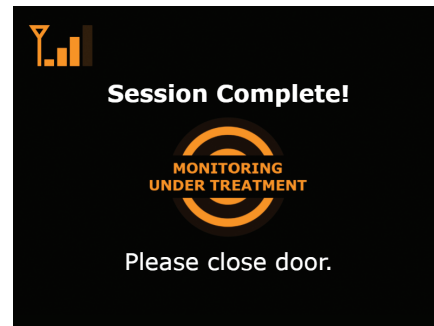 Session Complete!
MONITORING
UNDER TREATMENT
Please close door.